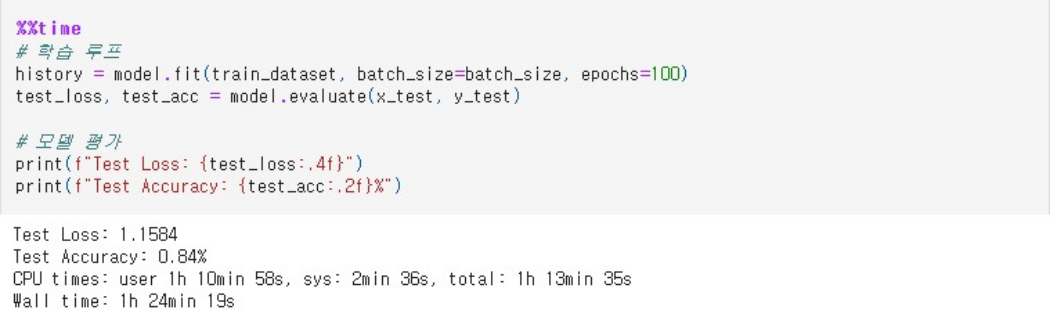 %%time
# 학습 루프
history = model.fit(train_dataset, batch_size=batch_size, epochs=100)
test_loss, test_acc = model.evaluate(x_test, y_test)
# 모델 평가
print(f"Test Loss: {test_loss:.4f}")
print(f"Test Accuracy: {test_acc:.2f}%")
Test Loss: 1.1584
Test Accuracy: 0.84%
CPU times: user 1h 10min 58s, sys: 2min 36s, total: 1h 13min 35s
Wall time: 1h 24min 19s